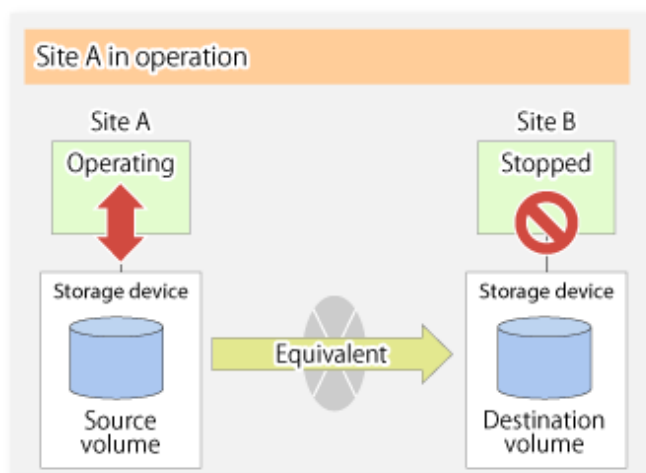 Site A in operation
Site A
Site B
Operating
Stopped
Storage device
Storage device
Equivalent
Source
volume
Destination
volume